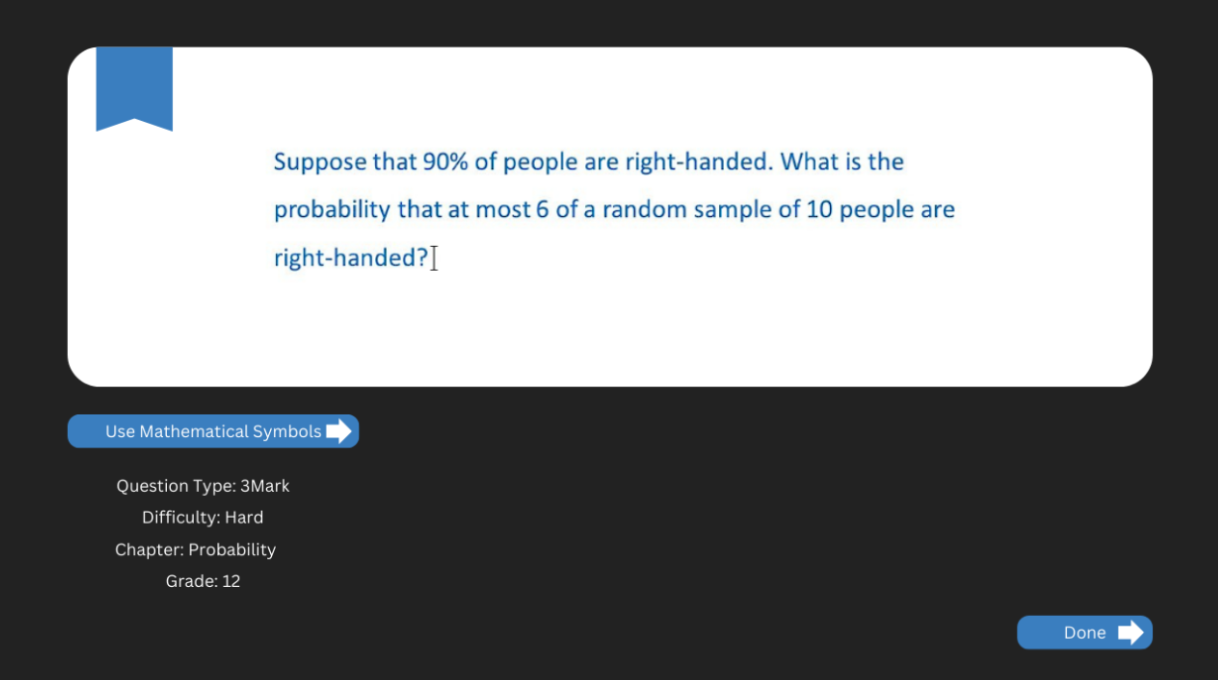 Suppose that 90% of people are right-handed. What is the
probability that at most 6 of a random sample of 10 people are
right-handed?
Use Mathematical Symbols
Question Type: 3Mark
Difficulty: Hard
Chapter: Probability
Grade: 12
Done